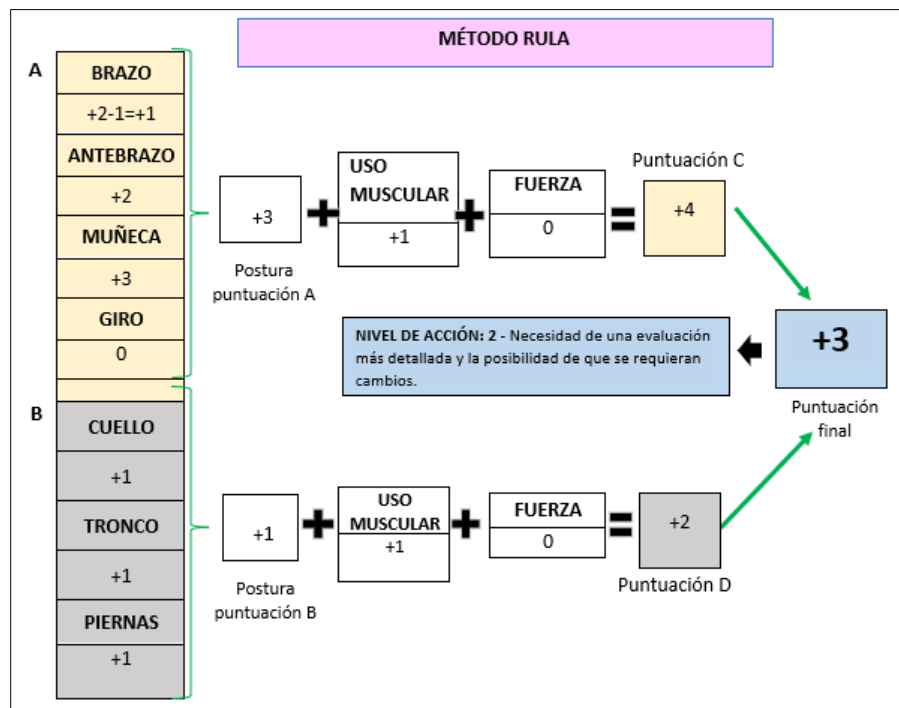 MÉTODO RULA
A
BRAZO
+2-1=+1
ANTEBRAZO
+2
MUÑECA
+3
GIRO
0
+3
Postura
puntuación A
USO
MUSCULAR
+1
FUERZA
0
Puntuación C
+4
NIVEL DE ACCIÓN: 2 - Necesidad de una evaluación
más detallada y la posibilidad de que se requieran
cambios.
+3
Puntuación
final
B
CUELLO
+1
TRONCO
+1
PIERNAS
+1
+1
Postura
puntuación B
USO
MUSCULAR
+1
FUERZA
0
+2
Puntuación D